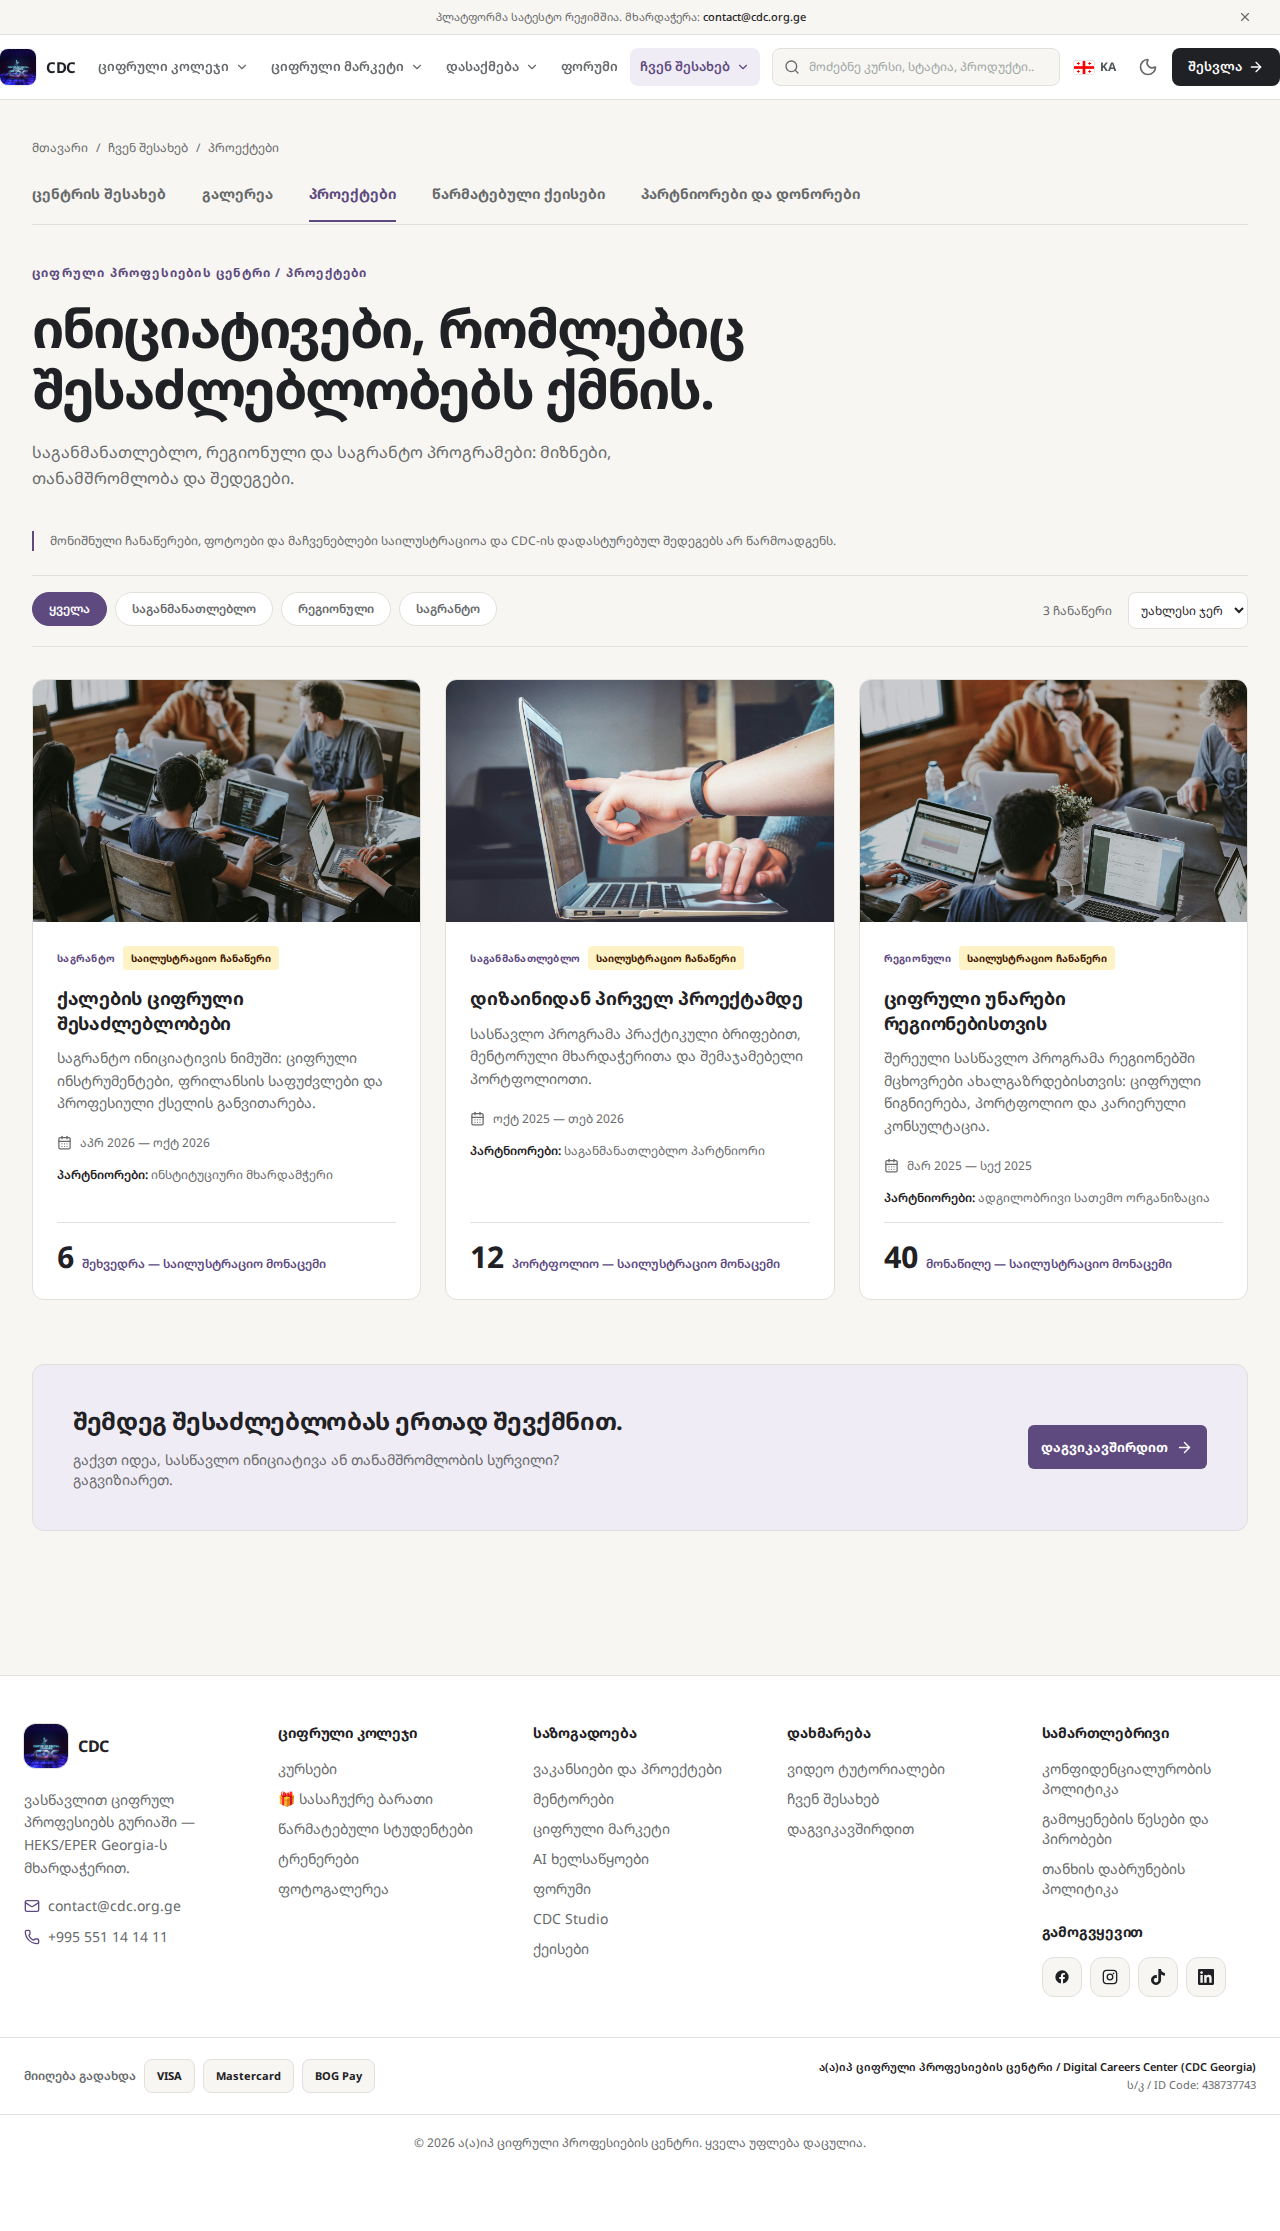 პლატფორმა სატესტო რეჟიმშია. მხარდაჭერა: contact@cdc.org.ge
CDC
ციფრული კოლეჯი
ციფრული მარკეტი
დასაქმება
ფორუმი
ჩვენ შესახებ
მოძებნე კურსი, სტატია, პროდუქტი..
KA
შესვლა
მთავარი / ჩვენ შესახებ / პროექტები
ცენტრის შესახებ
გალერეა
პროექტები
წარმატებული ქეისები
პარტნიორები და დონორები
ციფრული პროფესიების ცენტრი / პროექტები
ინიციატივები, რომლებიც
შესაძლებლობებს ქმნის.
საგანმანათლებლო, რეგიონული და საგრანტო პროგრამები: მიზნები,
თანამშრომლობა და შედეგები.
მონიშნული ჩანაწერები, ფოტოები და მაჩვენებლები საილუსტრაციოა და CDC-ის დადასტურებულ შედეგებს არ წარმოადგენს.
ყველა
საგანმანათლებლო
რეგიონული
საგრანტო
3 ჩანაწერი
უახლესი ჯერ
საგრანტო საილუსტრაციო ჩანაწერი
ქალების ციფრული
შესაძლებლობები
საგრანტო ინიციატივის ნიმუში: ციფრული
ინსტრუმენტები, ფრილანსის საფუძვლები და
პროფესიული ქსელის განვითარება.
აპრ 2026 — ოქტ 2026
პარტნიორები: ინსტიტუციური მხარდამჭერი
6 შეხვედრა — საილუსტრაციო მონაცემი
საგანმანათლებლო საილუსტრაციო ჩანაწერი
დიზაინიდან პირველ პროექტამდე
სასწავლო პროგრამა პრაქტიკული ბრიფებით,
მენტორული მხარდაჭერითა და შემაჯამებელი
პორტფოლიოთი.
ოქტ 2025 — თებ 2026
პარტნიორები: საგანმანათლებლო პარტნიორი
12 პორტფოლიო — საილუსტრაციო მონაცემი
რეგიონული საილუსტრაციო ჩანაწერი
ციფრული უნარები
რეგიონებისთვის
შერეული სასწავლო პროგრამა რეგიონებში
მცხოვრები ახალგაზრდებისთვის: ციფრული
წიგნიერება, პორტფოლიო და კარიერული
კონსულტაცია.
მარ 2025 — სექ 2025
პარტნიორები: ადგილობრივი სათემო ორგანიზაცია
40 მონაწილე — საილუსტრაციო მონაცემი
შემდეგ შესაძლებლობას ერთად შევქმნით.
გაქვთ იდეა, სასწავლო ინიციატივა ან თანამშრომლობის სურვილი?
გაგვიზიარეთ.
დაგვიკავშირდით
CDC
ვასწავლით ციფრულ
პროფესიებს გურიაში —
HEKS/EPER Georgia-ს
მხარდაჭერით.
contact@cdc.org.ge
+995 551 14 14 11
ციფრული კოლეჯი
კურსები
🎁 სასაჩუქრე ბარათი
წარმატებული სტუდენტები
ტრენერები
ფოტოგალერეა
საზოგადოება
ვაკანსიები და პროექტები
მენტორები
ციფრული მარკეტი
AI ხელსაწყოები
ფორუმი
CDC Studio
ქეისები
დახმარება
ვიდეო ტუტორიალები
ჩვენ შესახებ
დაგვიკავშირდით
სამართლებრივი
კონფიდენციალურობის
პოლიტიკა
გამოყენების წესები და
პირობები
თანხის დაბრუნების
პოლიტიკა
გამოგვყევით
მიიღება გადახდა
VISA
Mastercard
BOG Pay
ა(ა)იპ ციფრული პროფესიების ცენტრი / Digital Careers Center (CDC Georgia)
ს/კ / ID Code: 438737743
© 2026 ა(ა)იპ ციფრული პროფესიების ცენტრი. ყველა უფლება დაცულია.